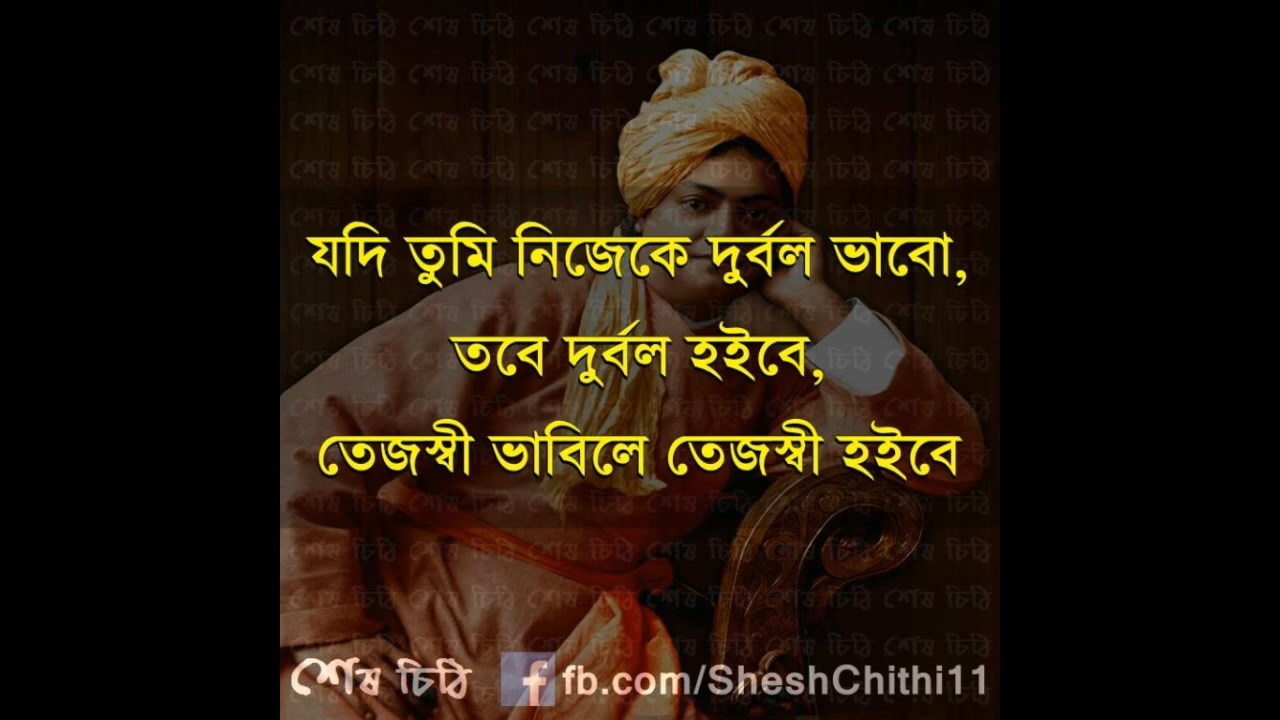 যদি তুমি নিজেকে দুর্বল ভাবো,
তবে দুর্বল হইবে,
তেজস্বী ভাবিলে তেজস্বী হইবে
শেষ চিঠি f fb.com/SheshChithi11